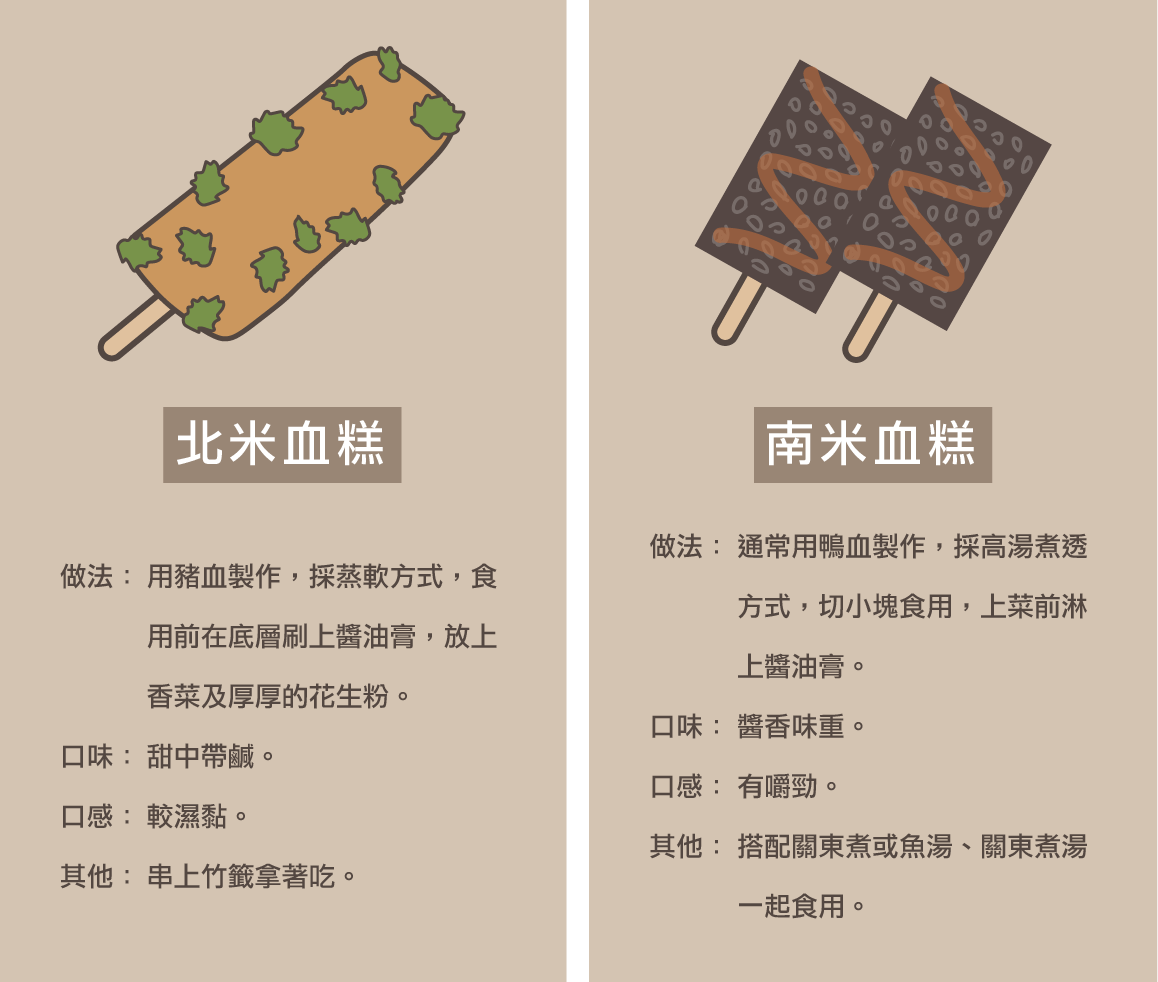 北米血糕
做法：用豬血製作，採蒸軟方式，食
用前在底層刷上醬油膏，放上
香菜及厚厚的花生粉。
口味：甜中帶鹹。
口感：較濕黏。
其他：串上竹籤拿著吃。
南米血糕
做法：通常用鴨血製作，採高湯煮透
方式，切小塊食用，上菜前淋
上醬油膏。
口味：醬香味重。
口感：有嚼勁。
其他：搭配關東煮或魚湯、關東煮湯
一起食用。